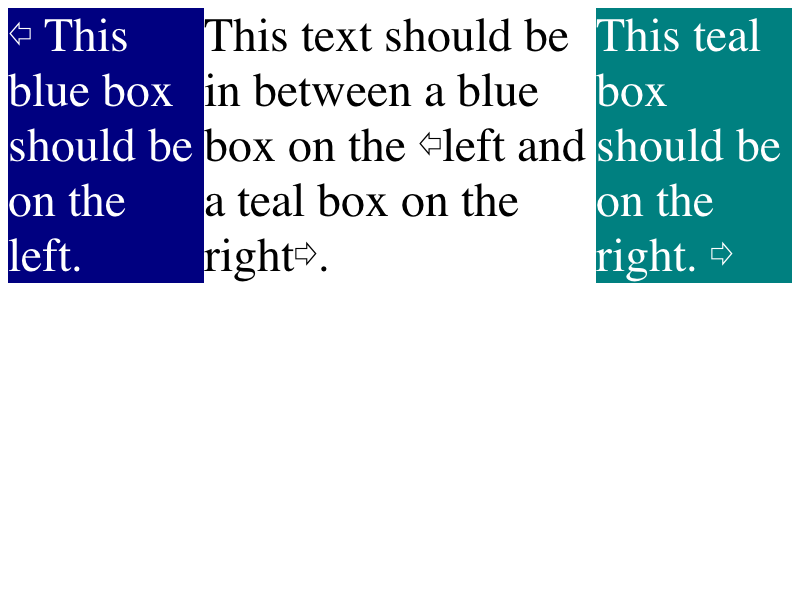 ⇦ This
blue box
should be
on the
left.
This text should be
in between a blue
box on the ⇦left and
a teal box on the
right⇨.
This teal
box
should be
on the
right. ⇨